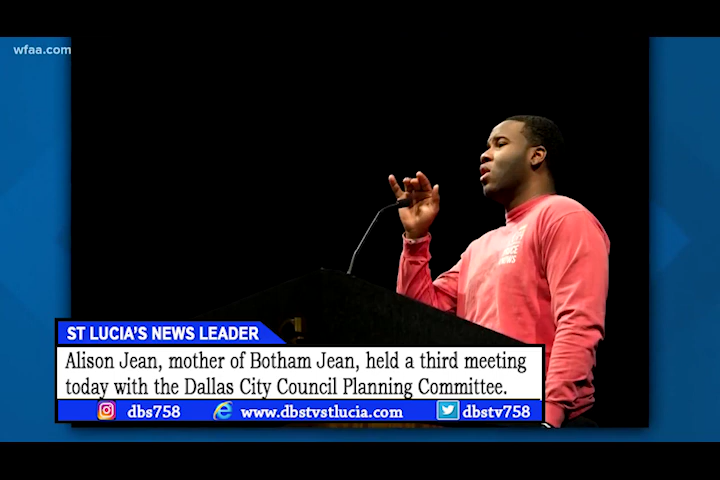 wfaa.com
ST LUCIA'S NEWS LEADER
Alison Jean, mother of Botham Jean, held a third meeting
today with the Dallas City Council Planning Committee.
dbs758 www.dbstvstlucia.com dbstv758